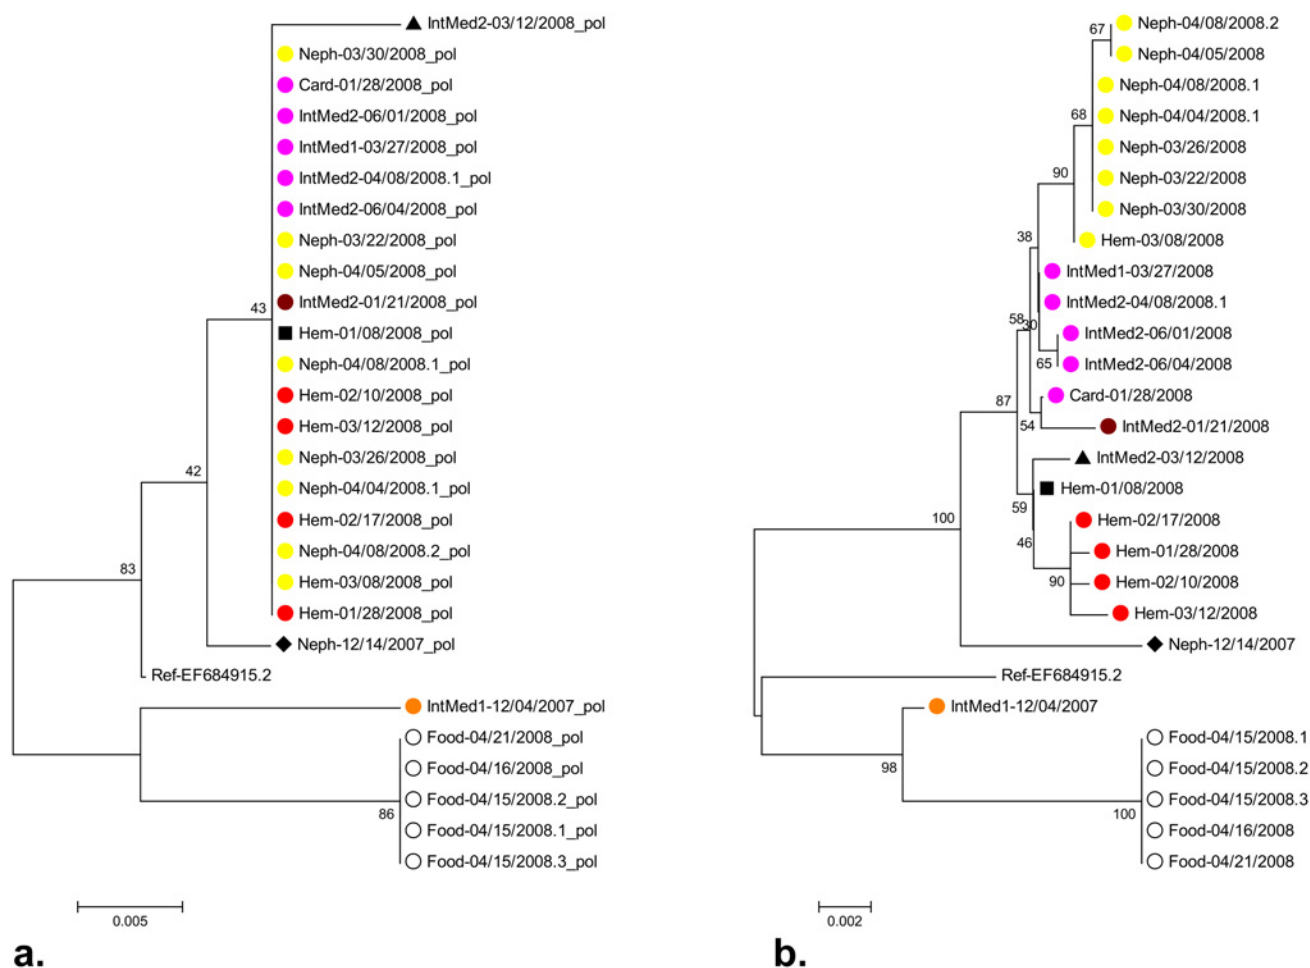 IntMed2-03/12/2008_pol
Neph-03/30/2008_pol
Card-01/28/2008_pol
IntMed2-06/01/2008_pol
IntMed1-03/27/2008_pol
IntMed2-04/08/2008.1_pol
IntMed2-06/04/2008_pol
Neph-03/22/2008_pol
Neph-04/05/2008_pol
IntMed2-01/21/2008_pol
43
Hem-01/08/2008_pol
Neph-04/08/2008.1_pol
Hem-02/10/2008_pol
Hem-03/12/2008_pol
Neph-03/26/2008_pol
42
Neph-04/04/2008.1_pol
Hem-02/17/2008_pol
Neph-04/08/2008.2_pol
83
Hem-03/08/2008_pol
Hem-01/28/2008_pol
Neph-12/14/2007_pol
Ref-EF684915.2
IntMed1-12/04/2007_pol
Food-04/21/2008_pol
Food-04/16/2008_pol
Food-04/15/2008.2_pol
86
Food-04/15/2008.1_pol
Food-04/15/2008.3_pol
0.005
a.
67
Neph-04/08/2008.2
Neph-04/05/2008
Neph-04/08/2008.1
68
Neph-04/04/2008.1
Neph-03/26/2008
90
Neph-03/22/2008
Neph-03/30/2008
38
Hem-03/08/2008
IntMed1-03/27/2008
IntMed2-04/08/2008.1
58
30
IntMed2-06/01/2008
65
IntMed2-06/04/2008
87
Card-01/28/2008
54
IntMed2-01/21/2008
IntMed2-03/12/2008
Hem-01/08/2008
59
100
Hem-02/17/2008
46
Hem-01/28/2008
90
Hem-02/10/2008
Hem-03/12/2008
Neph-12/14/2007
Ref-EF684915.2
IntMed1-12/04/2007
Food-04/15/2008.1
98
Food-04/15/2008.2
Food-04/15/2008.3
100
Food-04/16/2008
Food-04/21/2008
0.002
b.